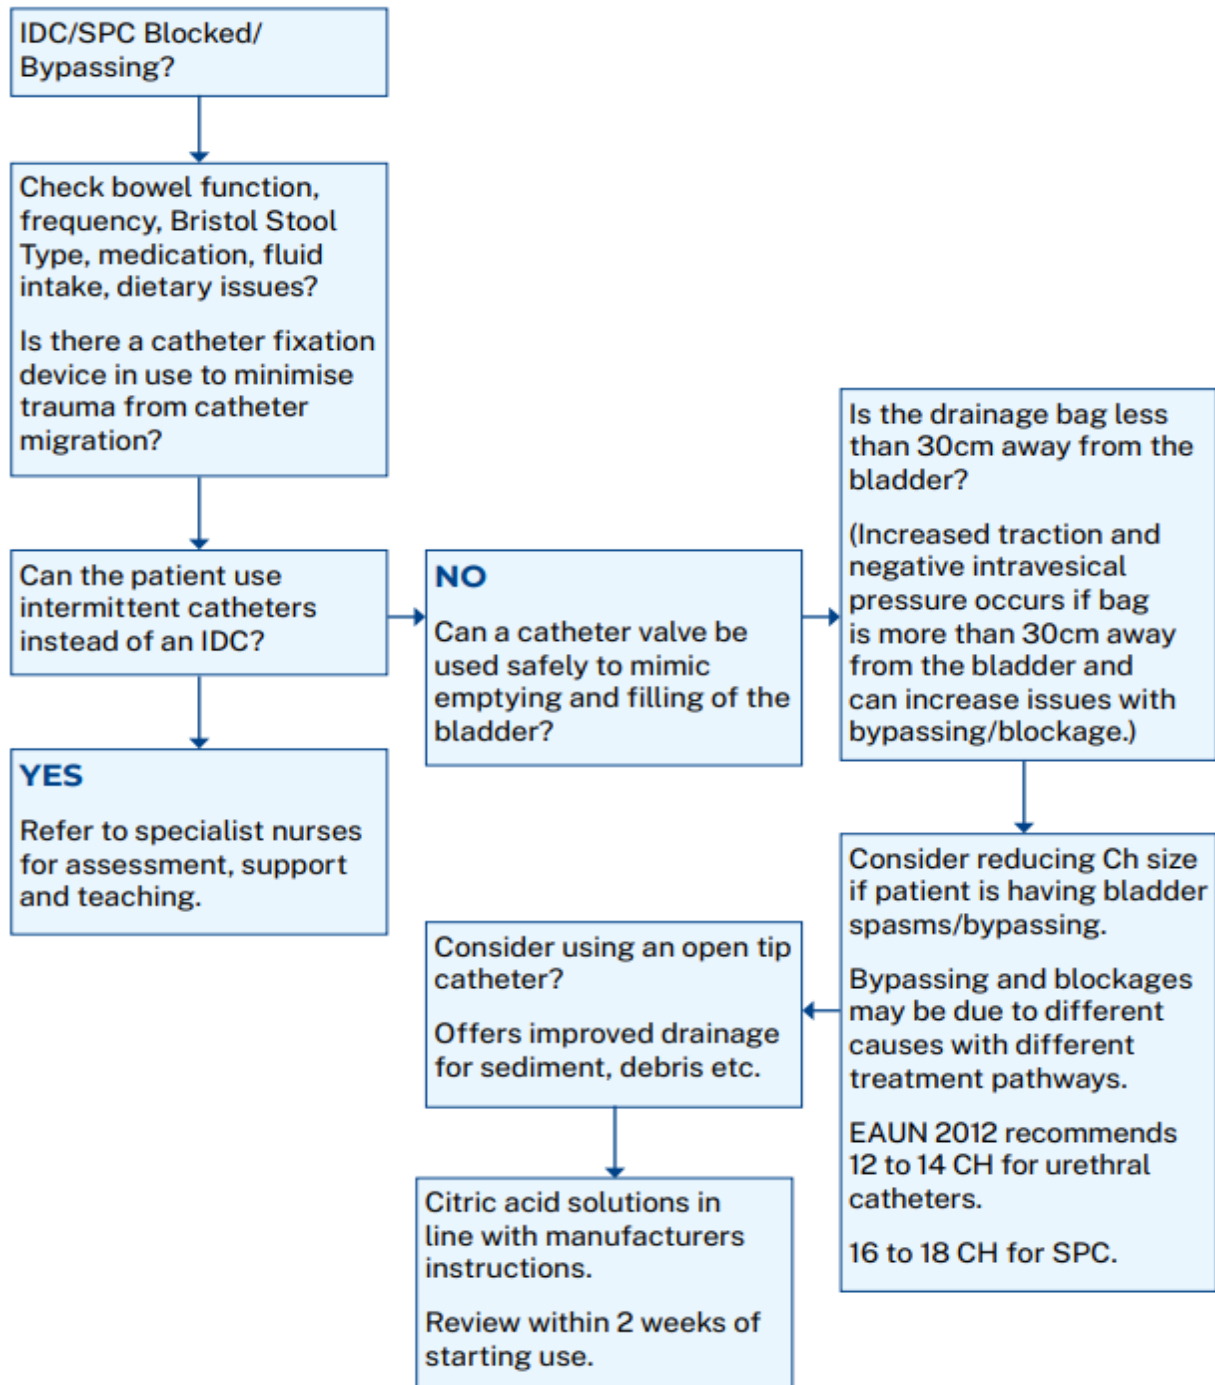 IDC/SPC Blocked/
Bypassing?
Check bowel function,
frequency, Bristol Stool
Type, medication, fluid
intake, dietary issues?
Is there a catheter fixation
device in use to minimise
trauma from catheter
migration?
Can the patient use
intermittent catheters
instead of an IDC?
YES
Refer to specialist nurses
for assessment, support
and teaching.
NO
Can a catheter valve be
used safely to mimic
emptying and filling of the
bladder?
Is the drainage bag less
than 30cm away from the
bladder?
(Increased traction and
negative intravesical
pressure occurs if bag
is more than 30cm away
from the bladder and
can increase issues with
bypassing/blockage.)
Consider reducing Ch size
if patient is having bladder
spasms/bypassing.
Bypassing and blockages
may be due to different
causes with different
treatment pathways.
EAUN 2012 recommends
12 to 14 CH for urethral
catheters.
16 to 18 CH for SPC.
Consider using an open tip
catheter?
Offers improved drainage
for sediment, debris etc.
Citric acid solutions in
line with manufacturers
instructions.
Review within 2 weeks of
starting use.